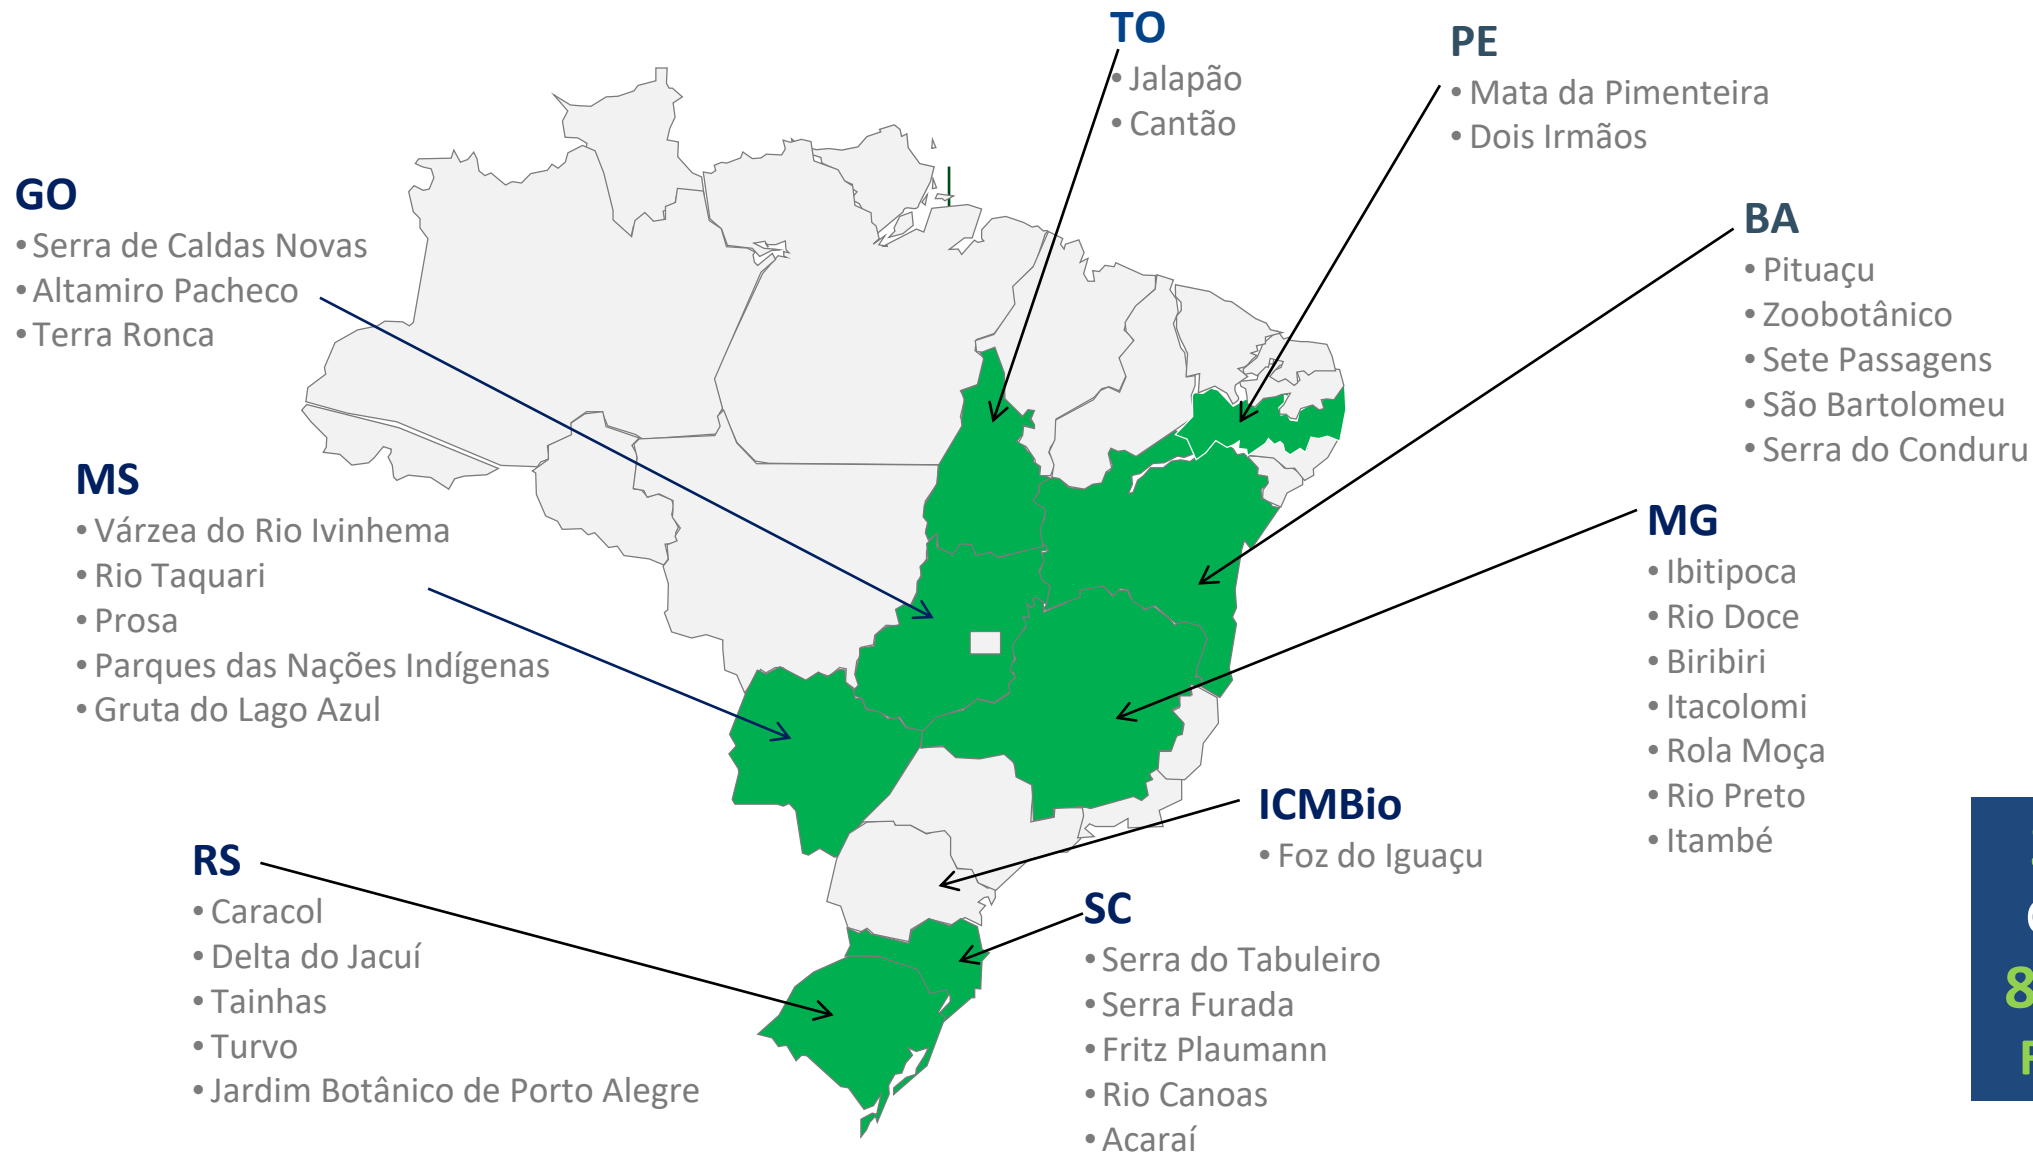 TO
• Jalapão
• Cantão
PE
• Mata da Pimenteira
• Dois Irmãos
GO
• Serra de Caldas Novas
• Altamiro Pacheco
• Terra Ronca
BA
• Pituaçu
• Zoobotânico
• Sete Passagens
• São Bartolomeu
• Serra do Conduru
MS
• Várzea do Rio Ivinhema
• Rio Taquari
• Prosa
• Parques das Nações Indígenas
• Gruta do Lago Azul
MG
• Ibitipoca
• Rio Doce
• Biribiri
• Itacolomi
• Rola Moça
• Rio Preto
• Itambé
ICMBio
• Foz do Iguaçu
RS
• Caracol
• Delta do Jacuí
• Tainhas
• Turvo
• Jardim Botânico de Porto Alegre
SC
• Serra do Tabuleiro
• Serra Furada
• Fritz Plaumann
• Rio Canoas
• Acaraí
8